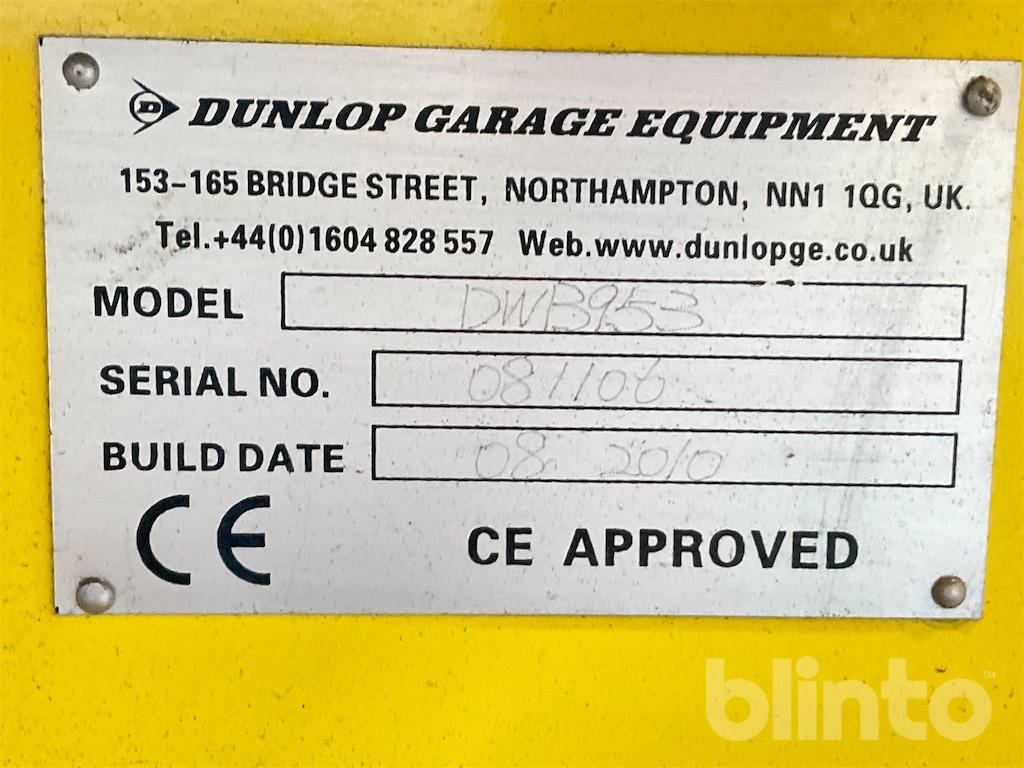 D DUNLOP GARAGE EQUIPMENT
153-165 BRIDGE STREET, NORTHAMPTON, NN1 1QG, UK.
Tel.+44(0)1604 828 557 Web.www.dunlopge.co.uk
MODEL DWB953
SERIAL NO. 081106
BUILD DATE 08. 2010
CE CE APPROVED
blinto™